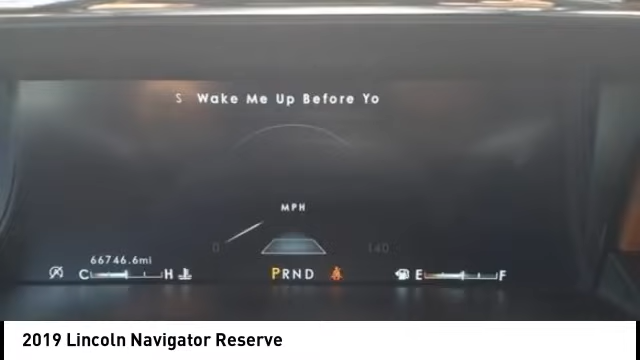 S Wake Me Up Before Yo
MPH
0 140
66746.6mi
C H PRND E F
2019 Lincoln Navigator Reserve